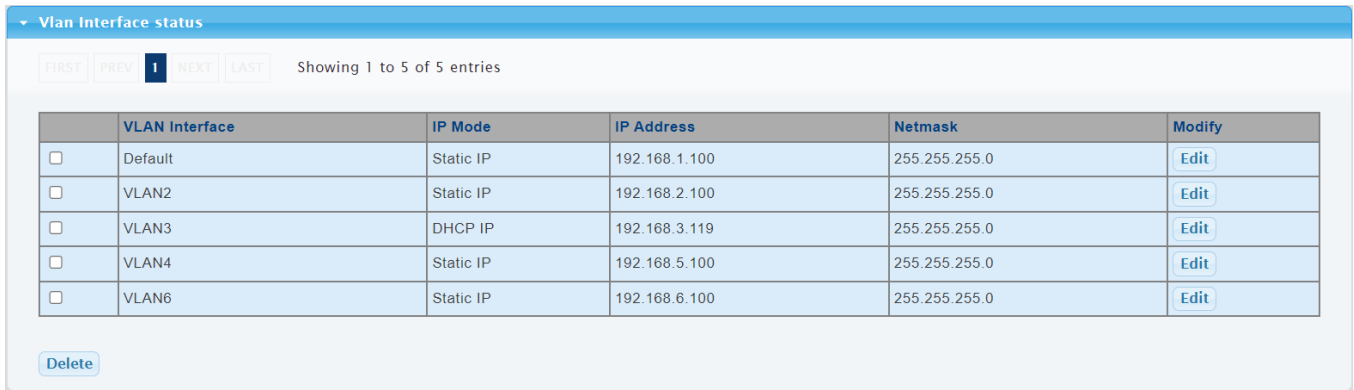 Vlan Interface status
FIRST PREV 1 NEXT LAST Showing 1 to 5 of 5 entries
VLAN Interface IP Mode IP Address Netmask Modify
Default Static IP 192.168.1.100 255.255.255.0 Edit
VLAN2 Static IP 192.168.2.100 255.255.255.0 Edit
VLAN3 DHCP IP 192.168.3.119 255.255.255.0 Edit
VLAN4 Static IP 192.168.5.100 255.255.255.0 Edit
VLAN6 Static IP 192.168.6.100 255.255.255.0 Edit
Delete